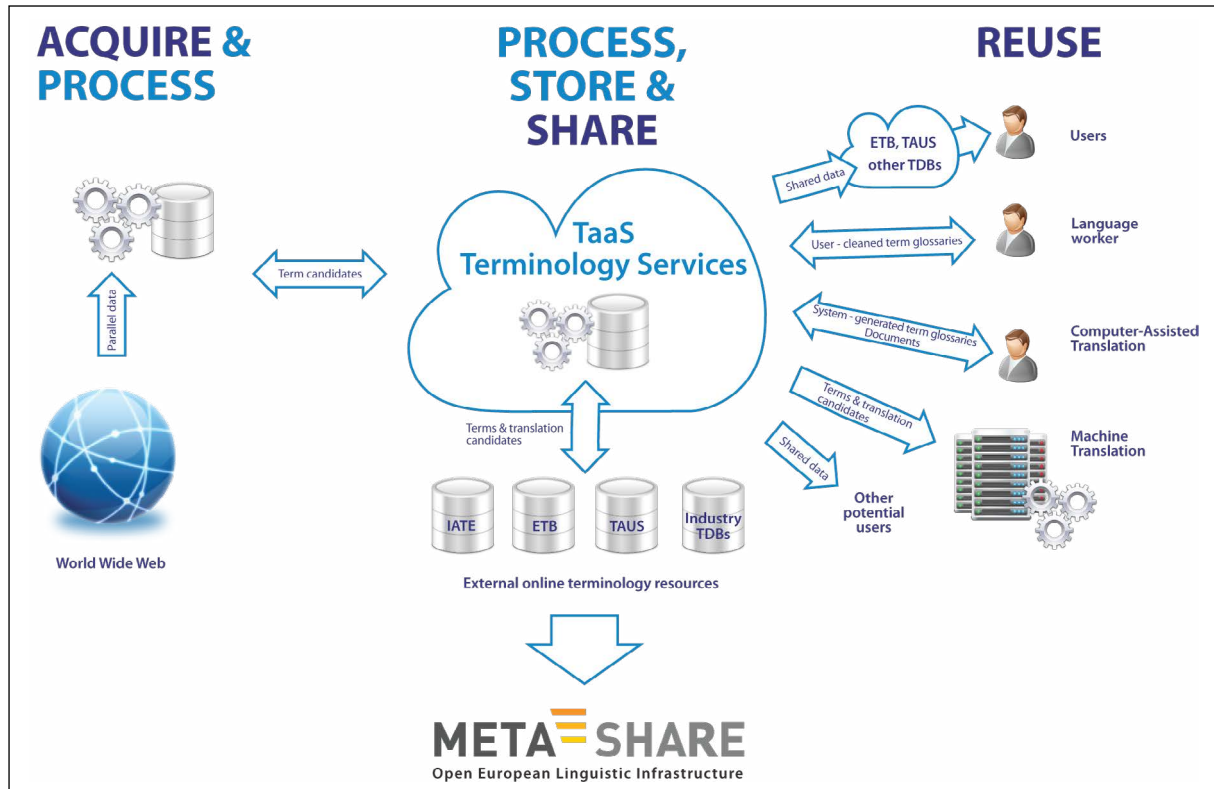 ACQUIRE &
PROCESS
PROCESS,
STORE &
SHARE
REUSE
Parallel data
World Wide Web
Term candidates
TaaS
Terminology Services
Terms & translation
candidates
IATE
ETB
TAUS
Industry
TDBs
External online terminology resources
META SHARE
Open European Linguistic Infrastructure
Shared data
ETB, TAUS
other TDBs
Users
User - cleaned term glossaries
Language
worker
System - generated term glossaries
Documents
Computer-Assisted
Translation
Terms & translation
candidates
Machine
Translation
Shared data
Other
potential
users